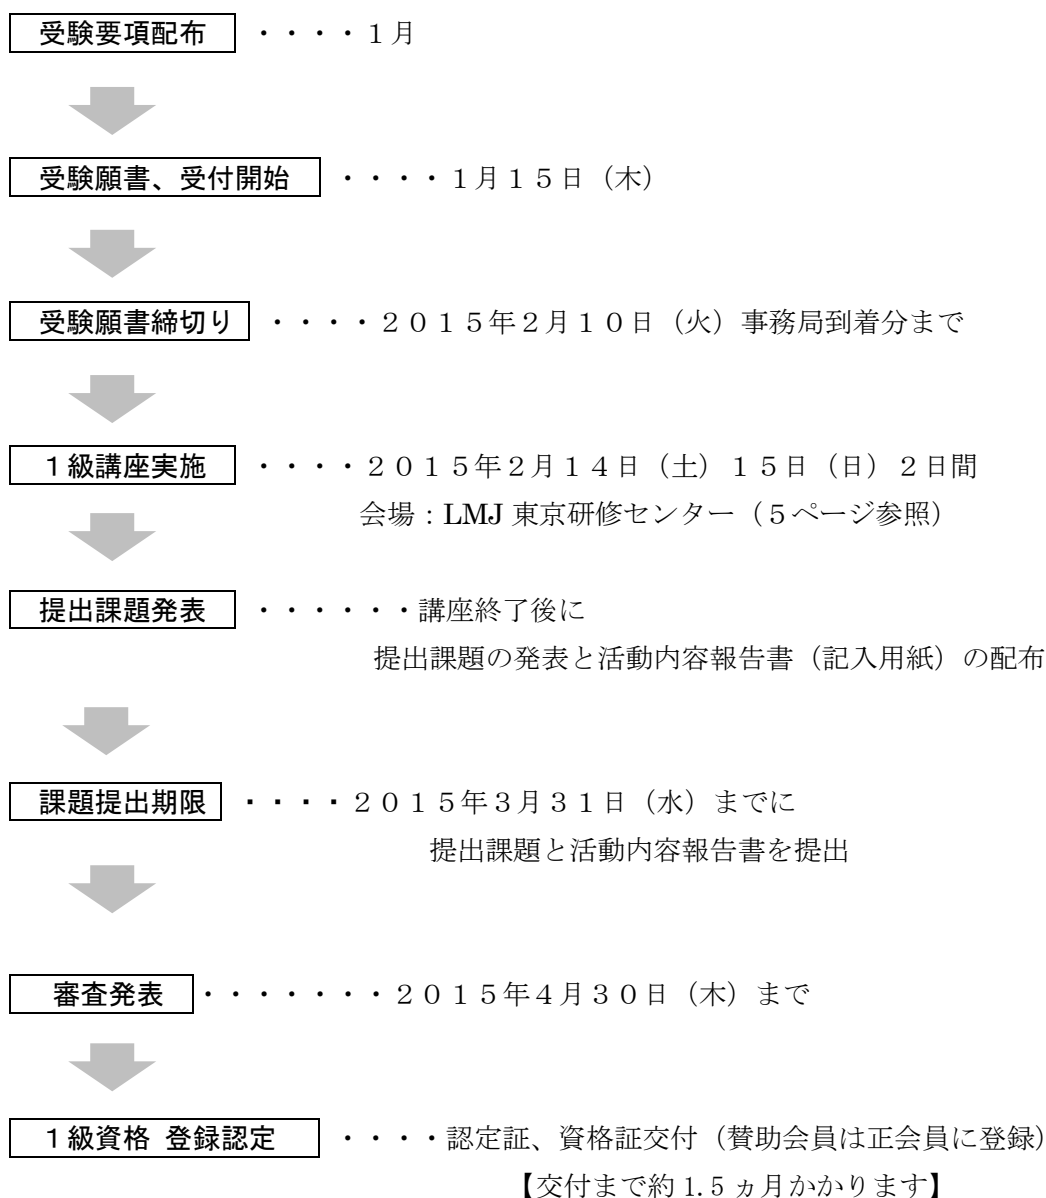 受験要項配布 ・・・・１月
受験願書、受付開始 ・・・・１月１５日（木）
受験願書締切り ・・・・２０１５年２月１０日（火）事務局到着分まで
１級講座実施 ・・・・２０１５年２月１４日（土）１５日（日）２日間
会場：LMJ 東京研修センター（５ページ参照）
提出課題発表 ・・・・・・講座終了後に
提出課題の発表と活動内容報告書（記入用紙）の配布
課題提出期限 ・・・・２０１５年３月３１日（水）までに
提出課題と活動内容報告書を提出
審査発表 ・・・・・・・２０１５年４月３０日（木）まで
１級資格 登録認定 ・・・・認定証、資格証交付（賛助会員は正会員に登録）
【交付まで約 1.5 ヵ月かかります】